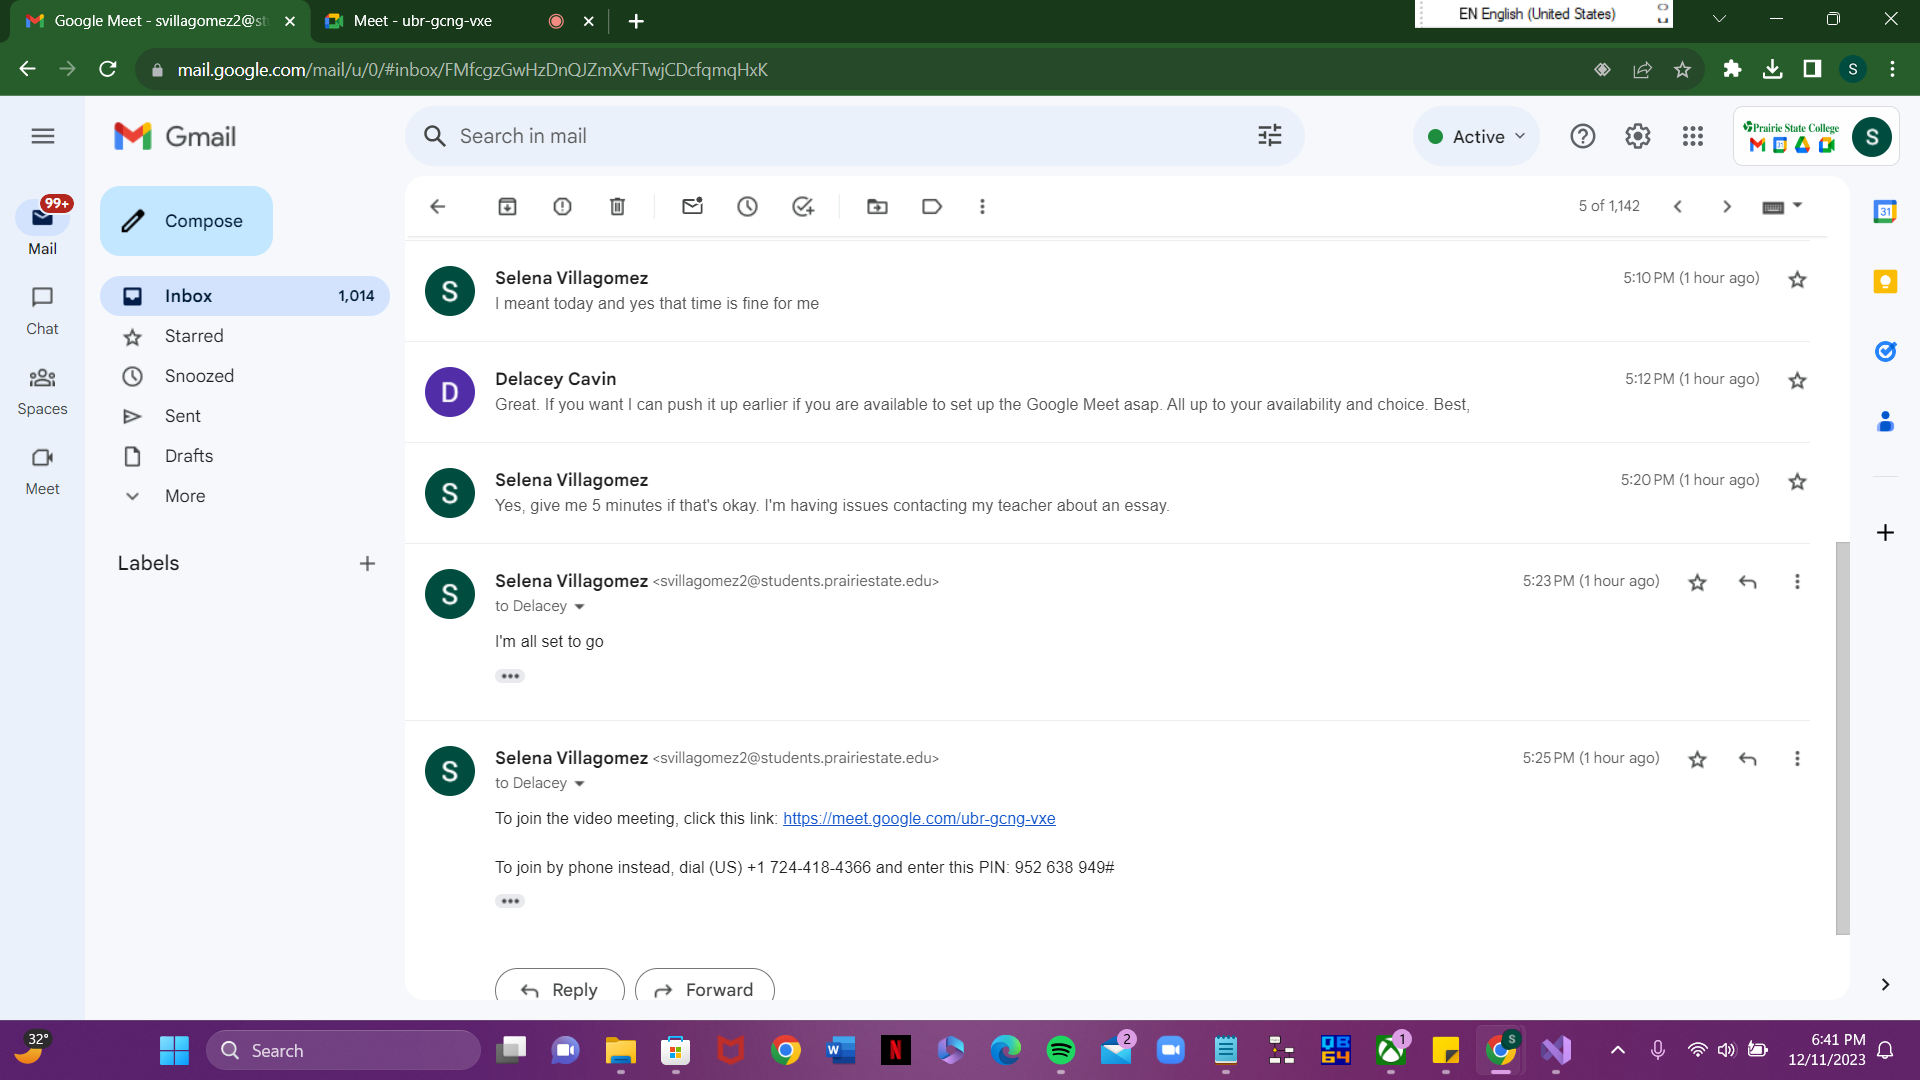 Google Meet - svillagomez2@st
Meet - ubr-gcng-vxe
EN English (United States)
mail.google.com/mail/u/0/#inbox/FMfcgzGwHzDnQJZmXvFTwjCDcfqmqHxK
S
Gmail
Search in mail
Active
Prairie State College
S
99+
Mail
Chat
Spaces
Meet
Compose
Inbox 1,014
Starred
Snoozed
Sent
Drafts
More
Labels
5 of 1,142
31
S
Selena Villagomez 5:10 PM (1 hour ago)
I meant today and yes that time is fine for me
D
Delacey Cavin 5:12 PM (1 hour ago)
Great. If you want I can push it up earlier if you are available to set up the Google Meet asap. All up to your availability and choice. Best,
S
Selena Villagomez 5:20 PM (1 hour ago)
Yes, give me 5 minutes if that's okay. I'm having issues contacting my teacher about an essay.
S
Selena Villagomez <svillagomez2@students.prairiestate.edu> 5:23 PM (1 hour ago)
to Delacey
I'm all set to go
S
Selena Villagomez <svillagomez2@students.prairiestate.edu> 5:25 PM (1 hour ago)
to Delacey
To join the video meeting, click this link: https://meet.google.com/ubr-gcng-vxe
To join by phone instead, dial (US) +1 724-418-4366 and enter this PIN: 952 638 949#
Reply
Forward
32°
Search
W
N
2
QB
64
1
S
6:41 PM
12/11/2023